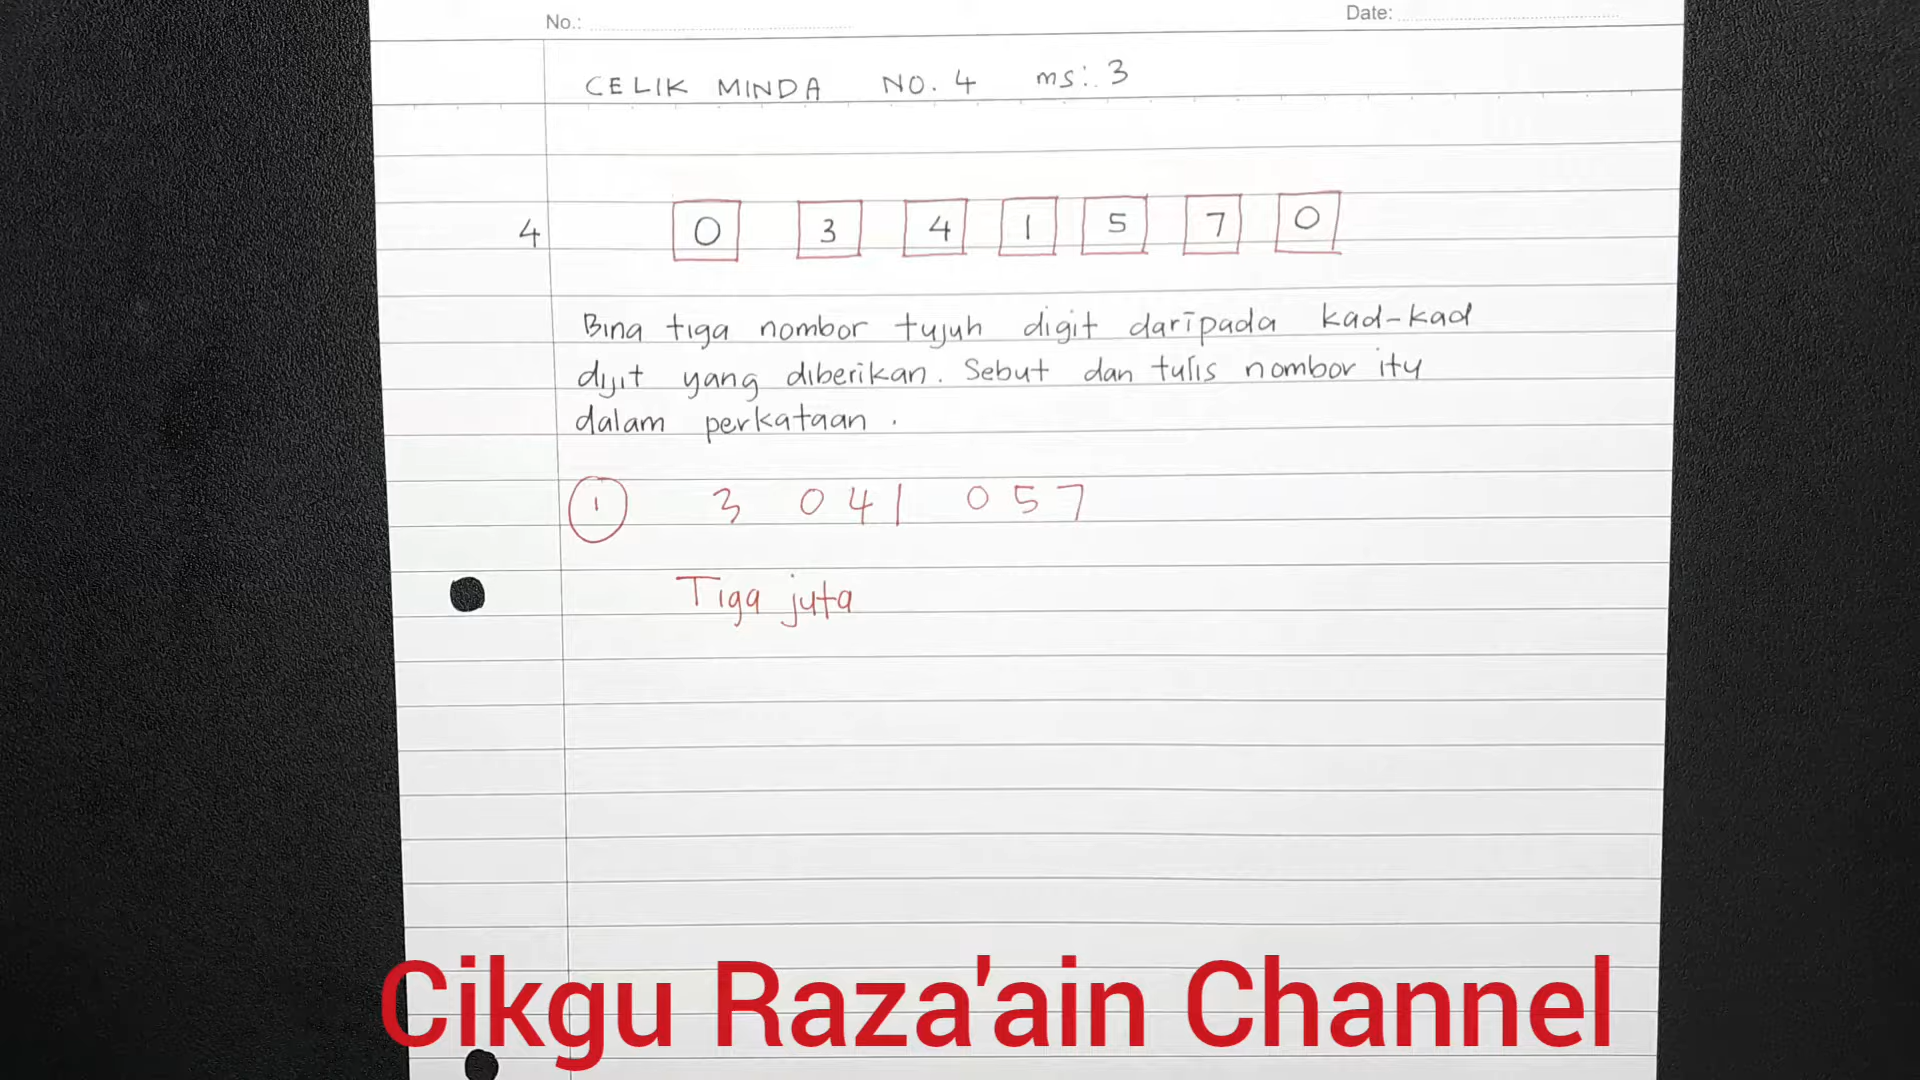 No.: Date:
CELIK MINDA NO. 4 ms: 3
4 0 3 4 1 5 7 0
Bina tiga nombor tujuh digit daripada kad-kad
dijit yang diberikan. Sebut dan tulis nombor itu
dalam perkataan.
1 3 041 057
Tiga juta
Cikgu Raza'ain Channel